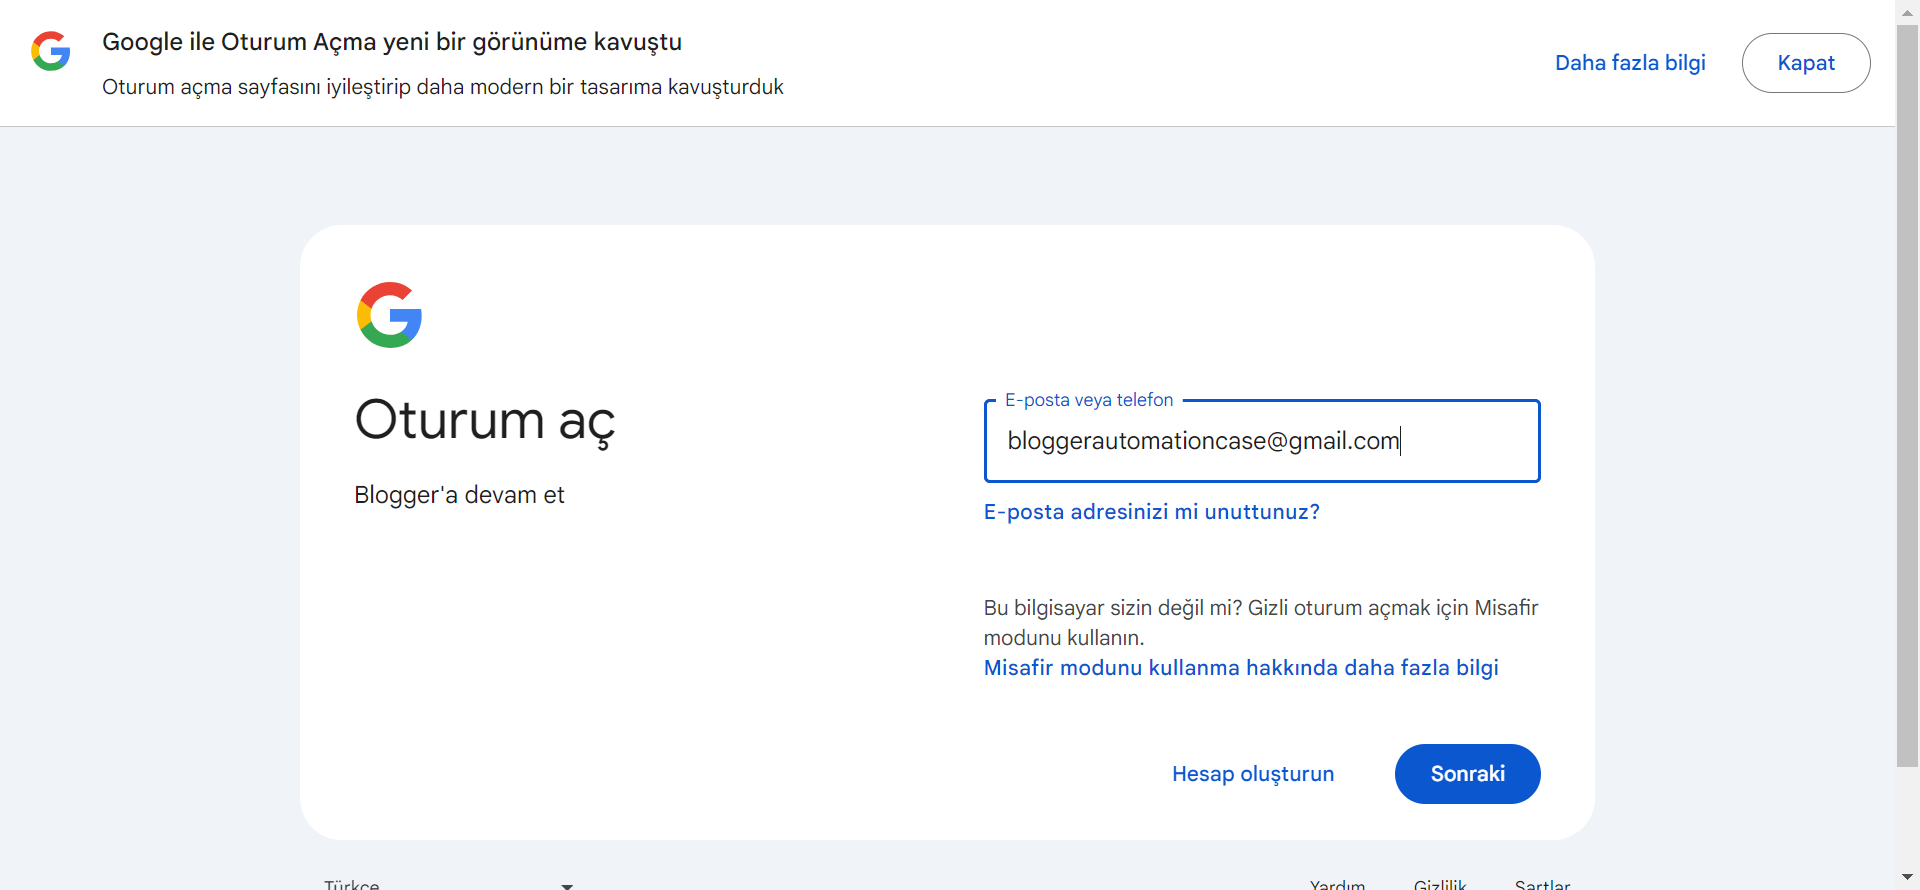 Google ile Oturum Açma yeni bir görünüme kavuştu
Oturum açma sayfasını iyileştirip daha modern bir tasarıma kavuşturduk
Daha fazla bilgi
Kapat
Oturum aç
Blogger'a devam et
E-posta veya telefon
bloggerautomationcase@gmail.com
E-posta adresinizi mi unuttunuz?
Bu bilgisayar sizin değil mi? Gizli oturum açmak için Misafir
modunu kullanın.
Misafir modunu kullanma hakkında daha fazla bilgi
Hesap oluşturun
Sonraki
Türkçe
Yardım
Gizlilik
Şartlar